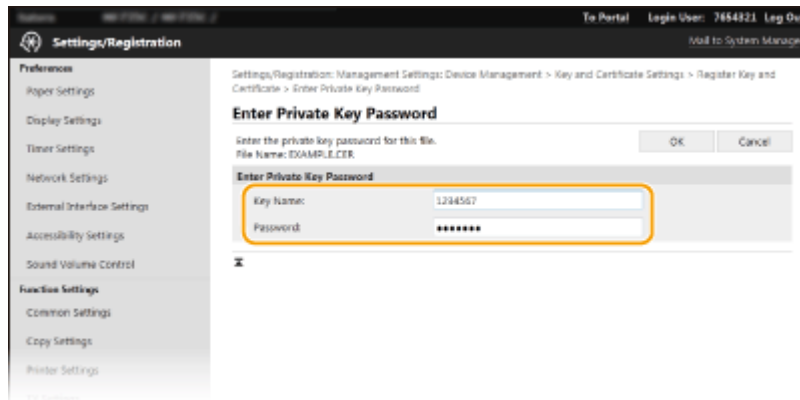 To Portal Login User: 7654321 Log Ou
Settings/Registration
Mail to System Manage
Preferences
Paper Settings
Display Settings
Timer Settings
Network Settings
External Interface Settings
Accessibility Settings
Sound Volume Control
Function Settings
Common Settings
Copy Settings
Printer Settings
Settings/Registration: Management Settings: Device Management > Key and Certificate Settings > Register Key and
Certificate > Enter Private Key Password
Enter Private Key Password
Enter the private key password for this file.
File Name: EXAMPLE.CER
OK Cancel
Enter Private Key Password
Key Name: 1234567
Password: •••••••